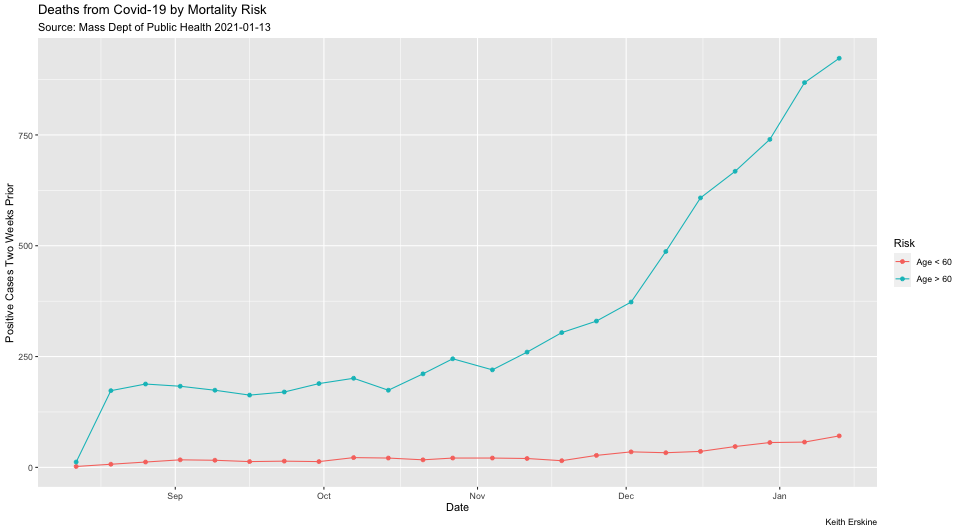 Deaths from Covid-19 by Mortality Risk
Source: Mass Dept of Public Health 2021-01-13
Positive Cases Two Weeks Prior
750
500
250
0
Sep
Oct
Nov
Dec
Jan
Date
Risk
Age < 60
Age > 60
Keith Erskine